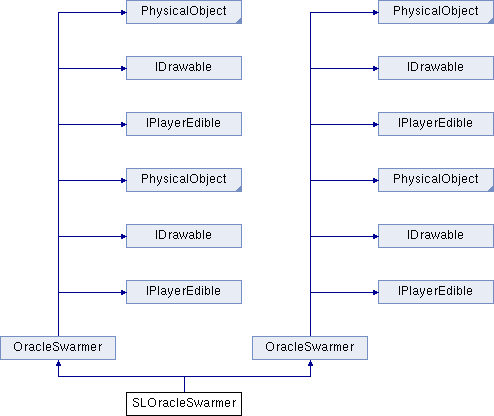 PhysicalObject PhysicalObject
IDrawable IDrawable
IPlayerEdible IPlayerEdible
PhysicalObject PhysicalObject
IDrawable IDrawable
IPlayerEdible IPlayerEdible
OracleSwarmer OracleSwarmer
SLOracleSwarmer